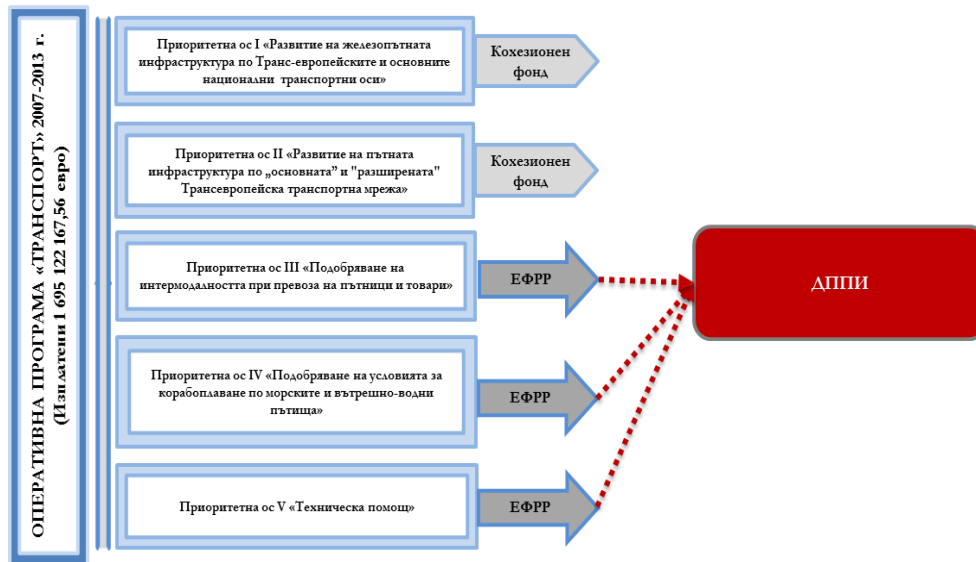 ОПЕРАТИВНА ПРОГРАМА «ТРАНСПОРТ» 2007-2013 г.
(Изплатени 1 695 122 167,56 евро)
Приоритетна ос I «Развитие на железопътната
инфраструктура по Транс-европейските и основните
национални транспортни оси»
Кохезионен
фонд
Приоритетна ос II «Развитие на пътната
инфраструктура по „основната” и "разширената"
Трансевропейска транспортна мрежа»
Кохезионен
фонд
Приоритетна ос III «Подобряване на
интермодалността при превоза на пътници и товари»
ЕФРР
ДППИ
Приоритетна ос IV «Подобряване на условията за
корабоплаване по морските и вътрешно-водни
пътища»
ЕФРР
Приоритетна ос V «Техническа помощ»
ЕФРР